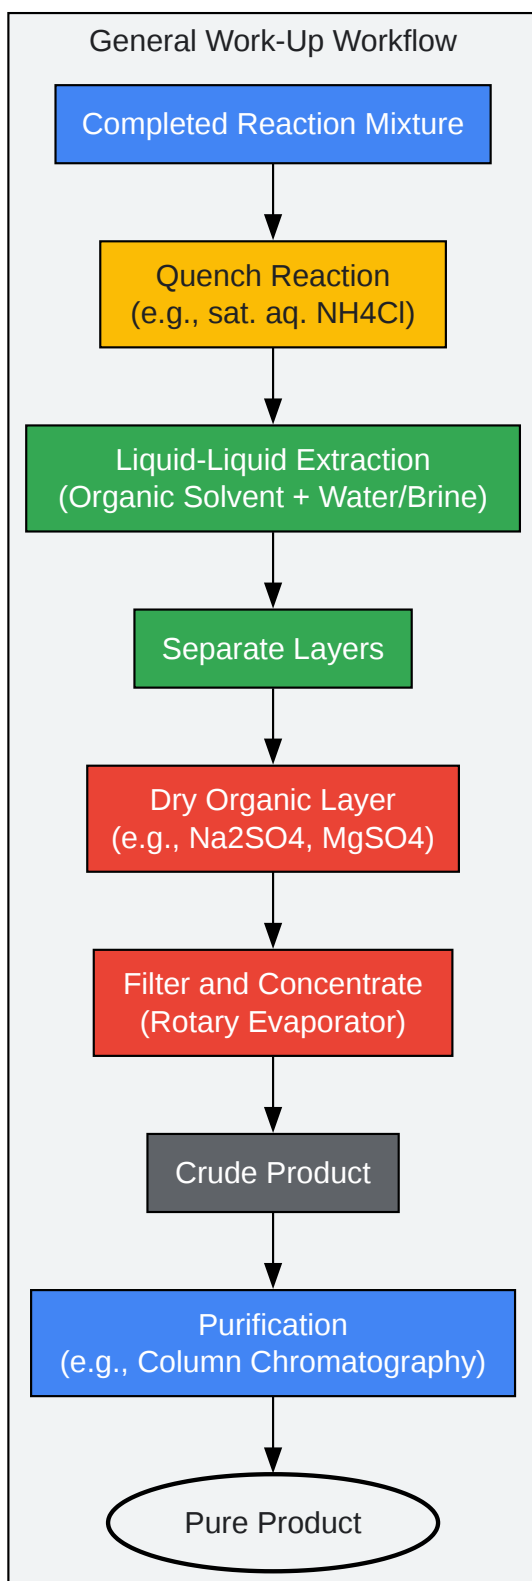 General Work-Up Workflow
Completed Reaction Mixture
Quench Reaction
(e.g., sat. aq. NH4Cl)
Liquid-Liquid Extraction
(Organic Solvent + Water/Brine)
Separate Layers
Dry Organic Layer
(e.g., Na2SO4, MgSO4)
Filter and Concentrate
(Rotary Evaporator)
Crude Product
Purification
(e.g., Column Chromatography)
Pure Product